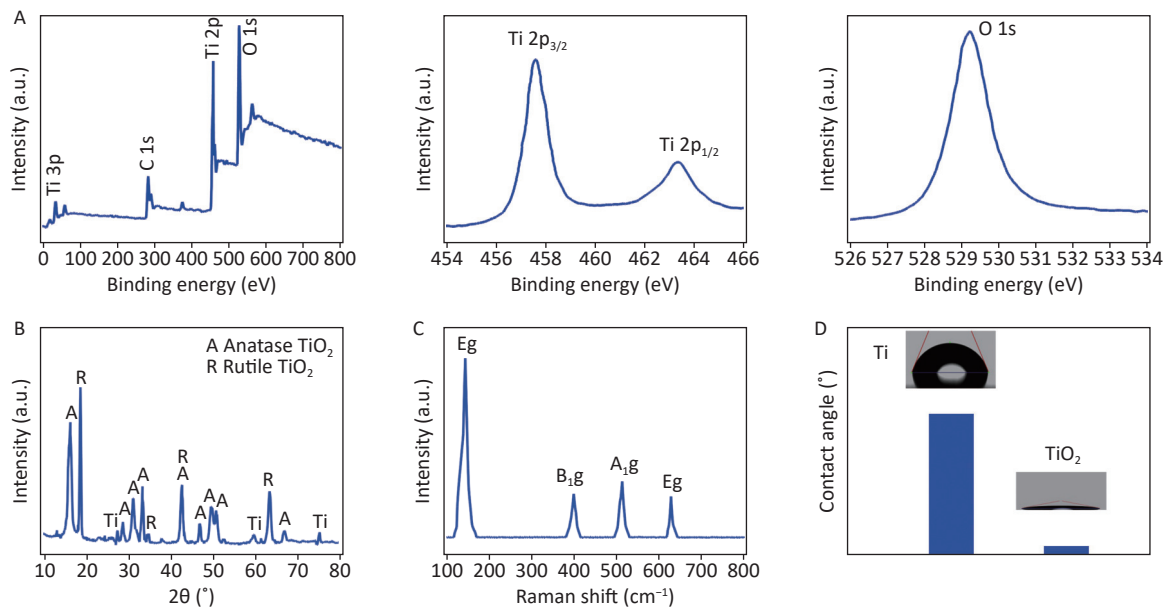 A
Intensity (a.u.)
Ti 3p
C 1s
Ti 2p
O 1s
0 100 200 300 400 500 600 700 800
Binding energy (eV)
Intensity (a.u.)
Ti 2p3/2
Ti 2p1/2
454 456 458 460 462 463 464 466
Binding energy (eV)
Intensity (a.u.)
O 1s
526 527 528 529 530 531 532 533 534
Binding energy (eV)
B
Intensity (a.u.)
A Anatase TiO2
R Rutile TiO2
A
R
Ti
A
A
A
R
R
A
A
A
A
Ti
R
A
Ti
10 20 30 40 50 60 70 80
2θ (˚)
C
Intensity (a.u.)
Eg
B1g
A1g
Eg
100 200 300 400 500 600 700 800
Raman shift (cm−1)
D
Contact angle (˚)
Ti
TiO2